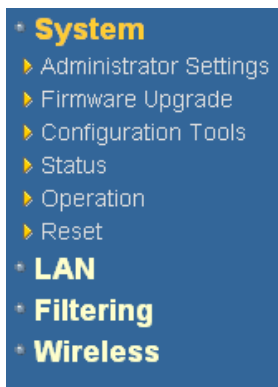 System
Administrator Settings
Firmware Upgrade
Configuration Tools
Status
Operation
Reset
LAN
Filtering
Wireless